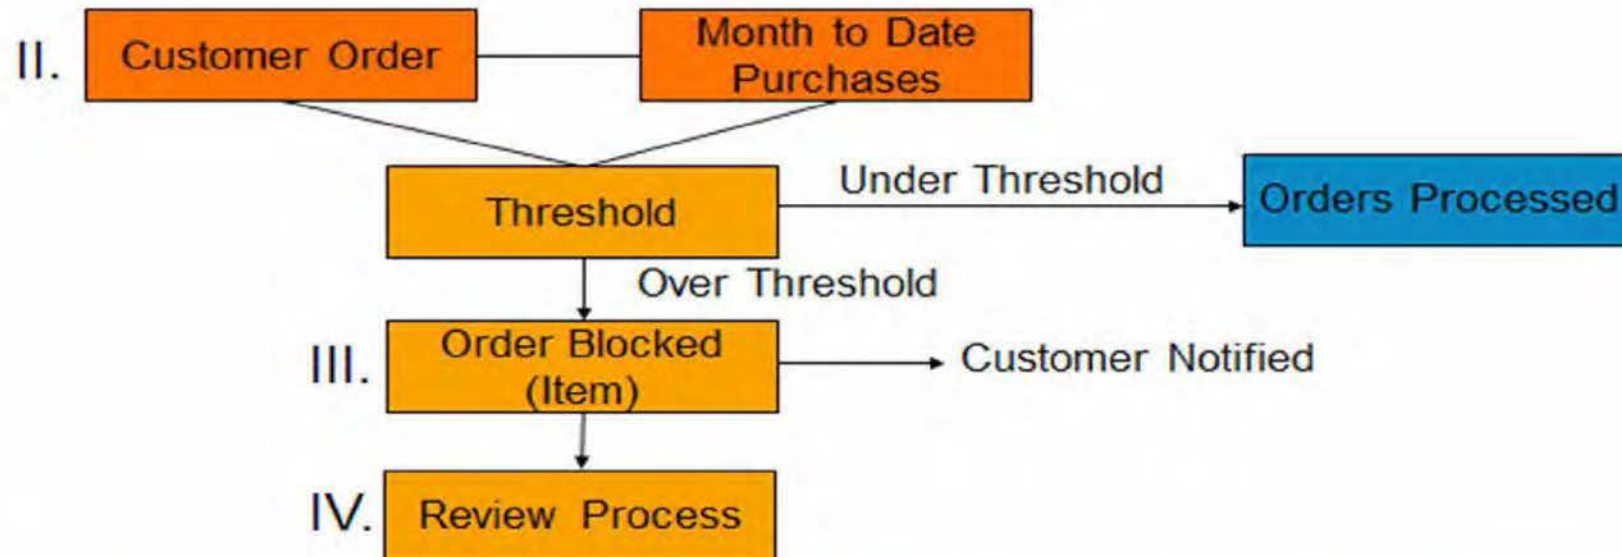 II.
Customer Order
Month to Date
Purchases
Threshold
Under Threshold
Orders Processed
Over Threshold
III.
Order Blocked
(Item)
Customer Notified
IV.
Review Process